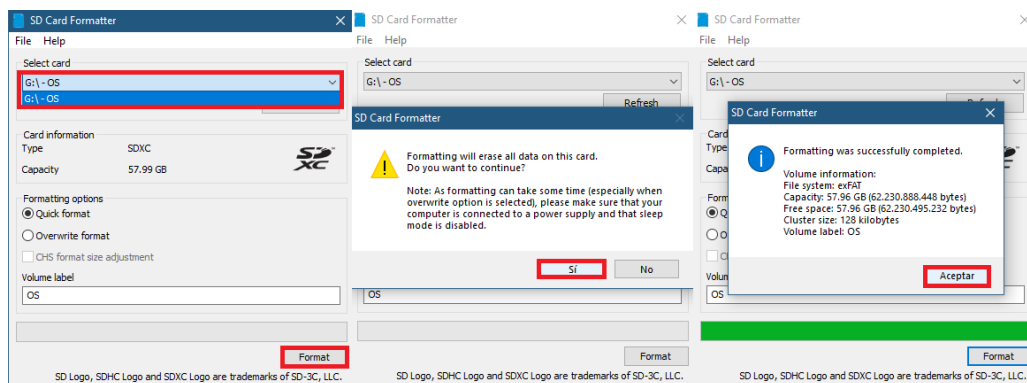 SD Card Formatter
File Help
Select card
G:\ - OS
G:\ - OS
Card information
Type SDXC
Capacity 57.99 GB
SD XC
Formatting options
Quick format
Overwrite format
CHS format size adjustment
Volume label
OS
Format
SD Logo, SDHC Logo and SDXC Logo are trademarks of SD-3C, LLC.
SD Card Formatter
File Help
Select card
G:\ - OS
Refresh
SD Card Formatter
Formatting will erase all data on this card.
Do you want to continue?
Note: As formatting can take some time (especially when
overwrite option is selected), please make sure that your
computer is connected to a power supply and that sleep
mode is disabled.
Sí No
OS
Format
SD Logo, SDHC Logo and SDXC Logo are trademarks of SD-3C, LLC.
SD Card Formatter
File Help
Select card
G:\ - OS
SD Card Formatter
Card
Type
Formatting was successfully completed.
Volume information:
File system: exFAT
Capacity: 57.96 GB (62.230.888.448 bytes)
Free space: 57.96 GB (62.230.495.232 bytes)
Cluster size: 128 kilobytes
Volume label: OS
Aceptar
OS
Format
SD Logo, SDHC Logo and SDXC Logo are trademarks of SD-3C, LLC.